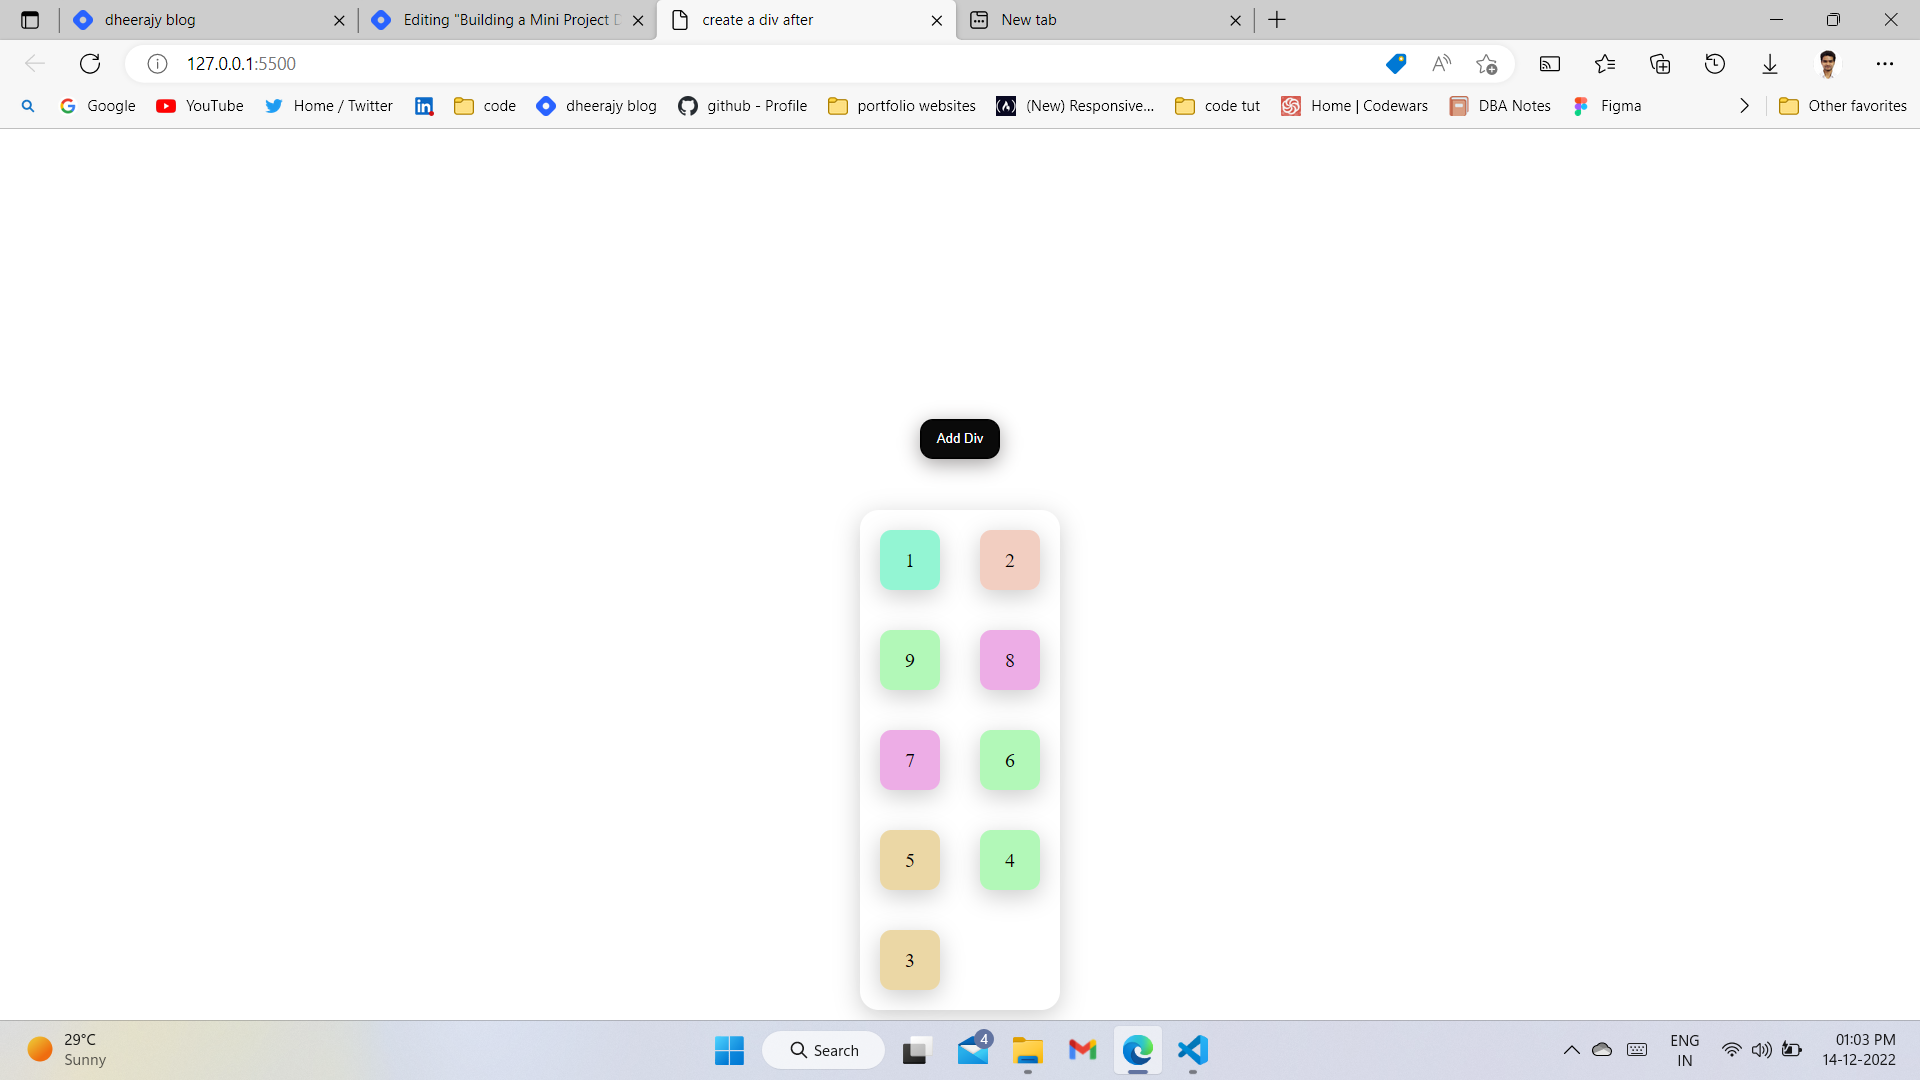 dheerajy blog
Editing "Building a Mini Project
create a div after
New tab
127.0.0.1:5500
Google
YouTube
Home / Twitter
code
dheerajy blog
github - Profile
portfolio websites
(New) Responsive...
code tut
Home | Codewars
DBA Notes
Figma
Other favorites
Add Div
1
2
9
8
7
6
5
4
3
29°C
Sunny
Search
4
ENG
IN
01:03 PM
14-12-2022